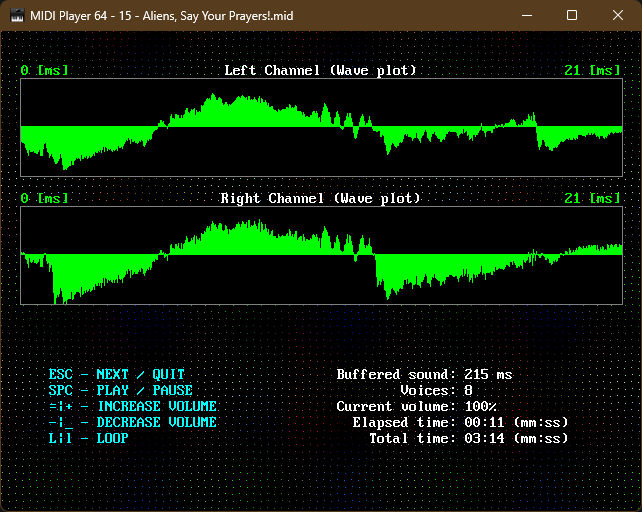 MIDI Player 64 - 15 - Aliens, Say Your Prayers!.mid
0 [ms] Left Channel (Wave plot) 21 [ms]
0 [ms] Right Channel (Wave plot) 21 [ms]
ESC - NEXT / QUIT
SPC - PLAY / PAUSE
=|+ - INCREASE VOLUME
-|_ - DECREASE VOLUME
L|l - LOOP
Buffered sound: 215 ms
Voices: 8
Current volume: 100%
Elapsed time: 00:11 (mm:ss)
Total time: 03:14 (mm:ss)